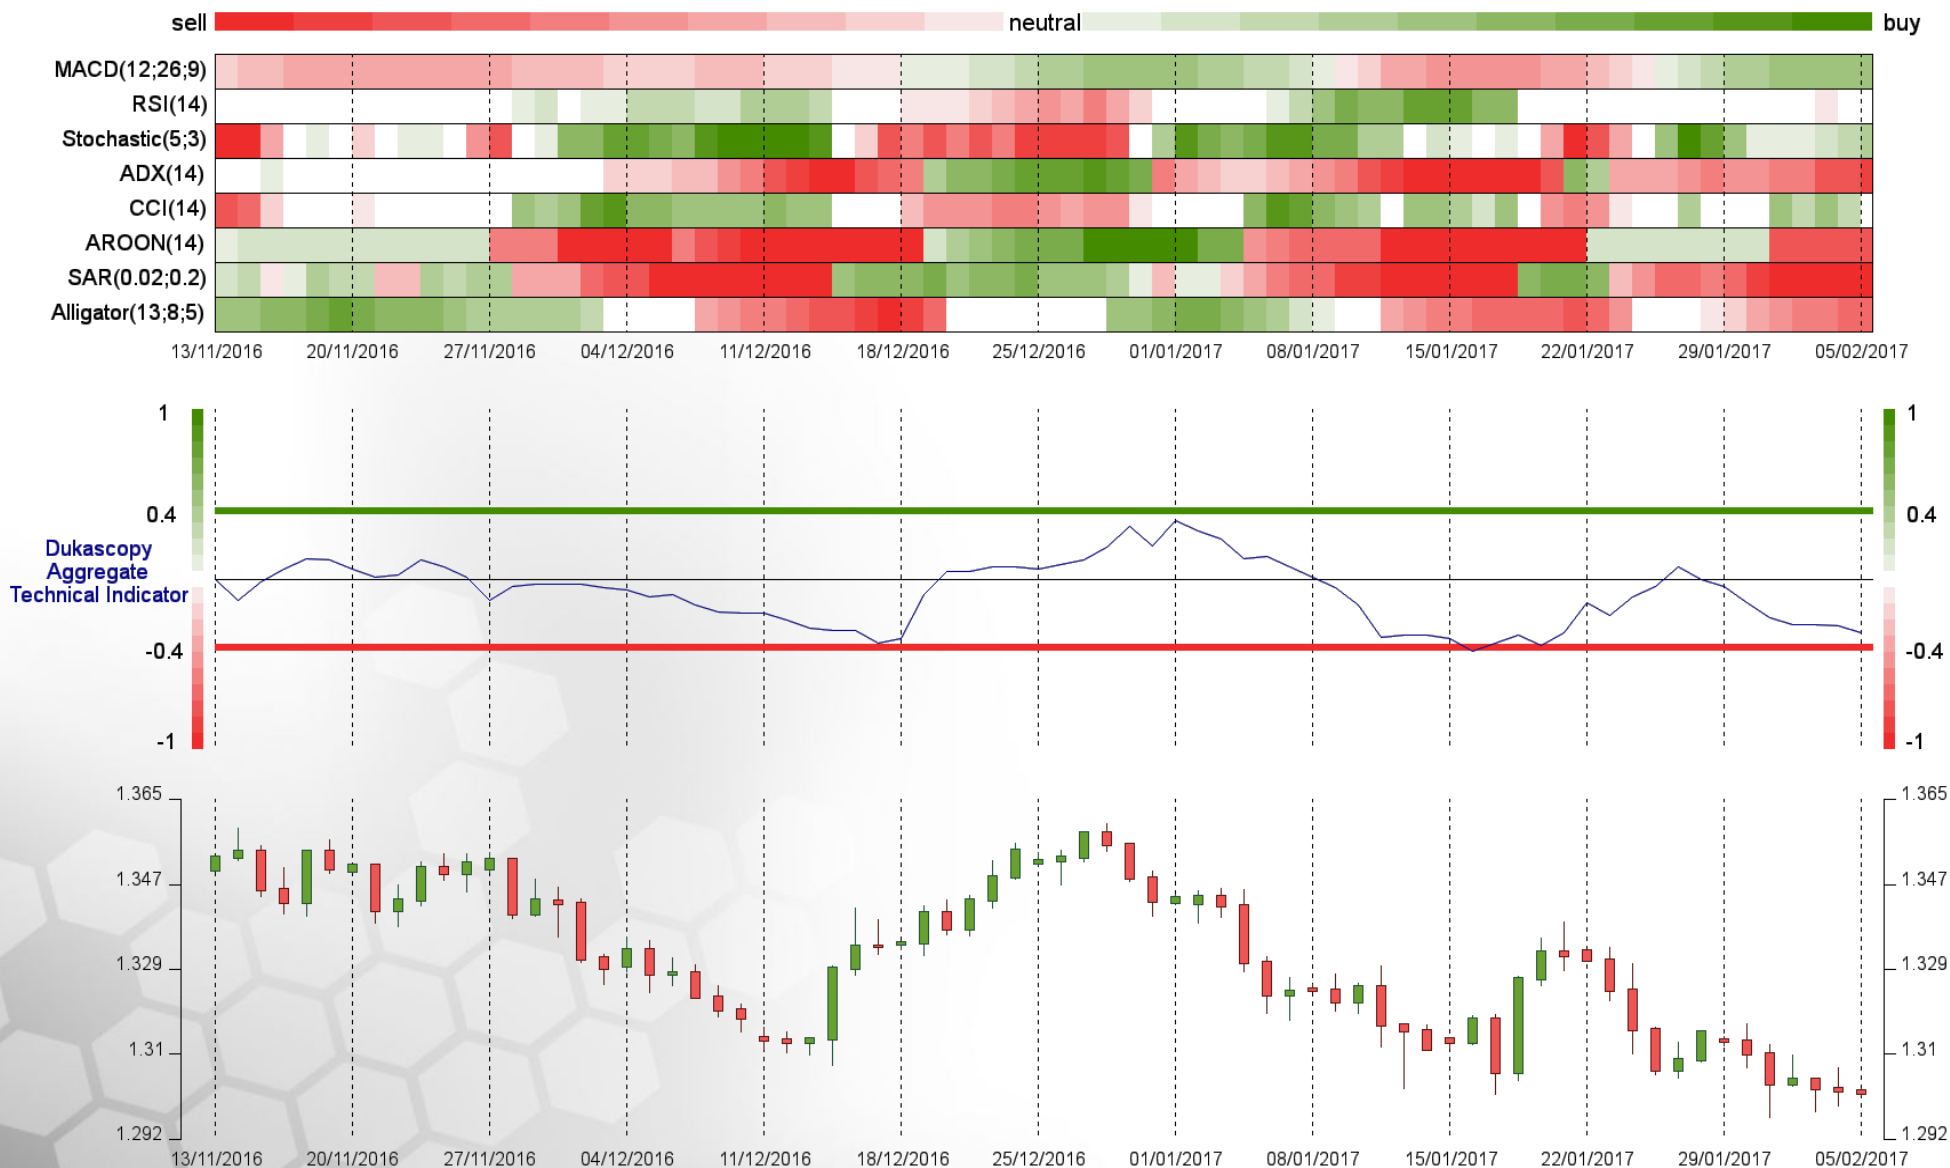 sell neutral buy
MACD(12;26;9)
RSI(14)
Stochastic(5;3)
ADX(14)
CCI(14)
AROON(14)
SAR(0.02;0.2)
Alligator(13;8;5)
13/11/2016 20/11/2016 27/11/2016 04/12/2016 11/12/2016 18/12/2016 25/12/2016 01/01/2017 08/01/2017 15/01/2017 22/01/2017 29/01/2017 05/02/2017
1 1
0.4 0.4
Dukascopy
Aggregate
Technical Indicator
-0.4 -0.4
-1 -1
1.365 1.365
1.347 1.347
1.329 1.329
1.31 1.31
1.292 1.292
13/11/2016 20/11/2016 27/11/2016 04/12/2016 11/12/2016 18/12/2016 25/12/2016 01/01/2017 08/01/2017 15/01/2017 22/01/2017 29/01/2017 05/02/2017